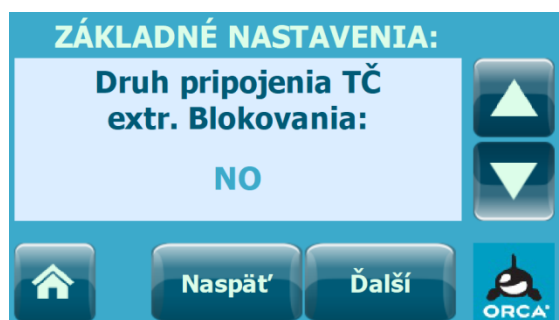 ZÁKLADNÉ NASTAVENIA:
Druh pripojenia TČ
extr. Blokovania:
NO
Naspäť
Ďalší
ORCA